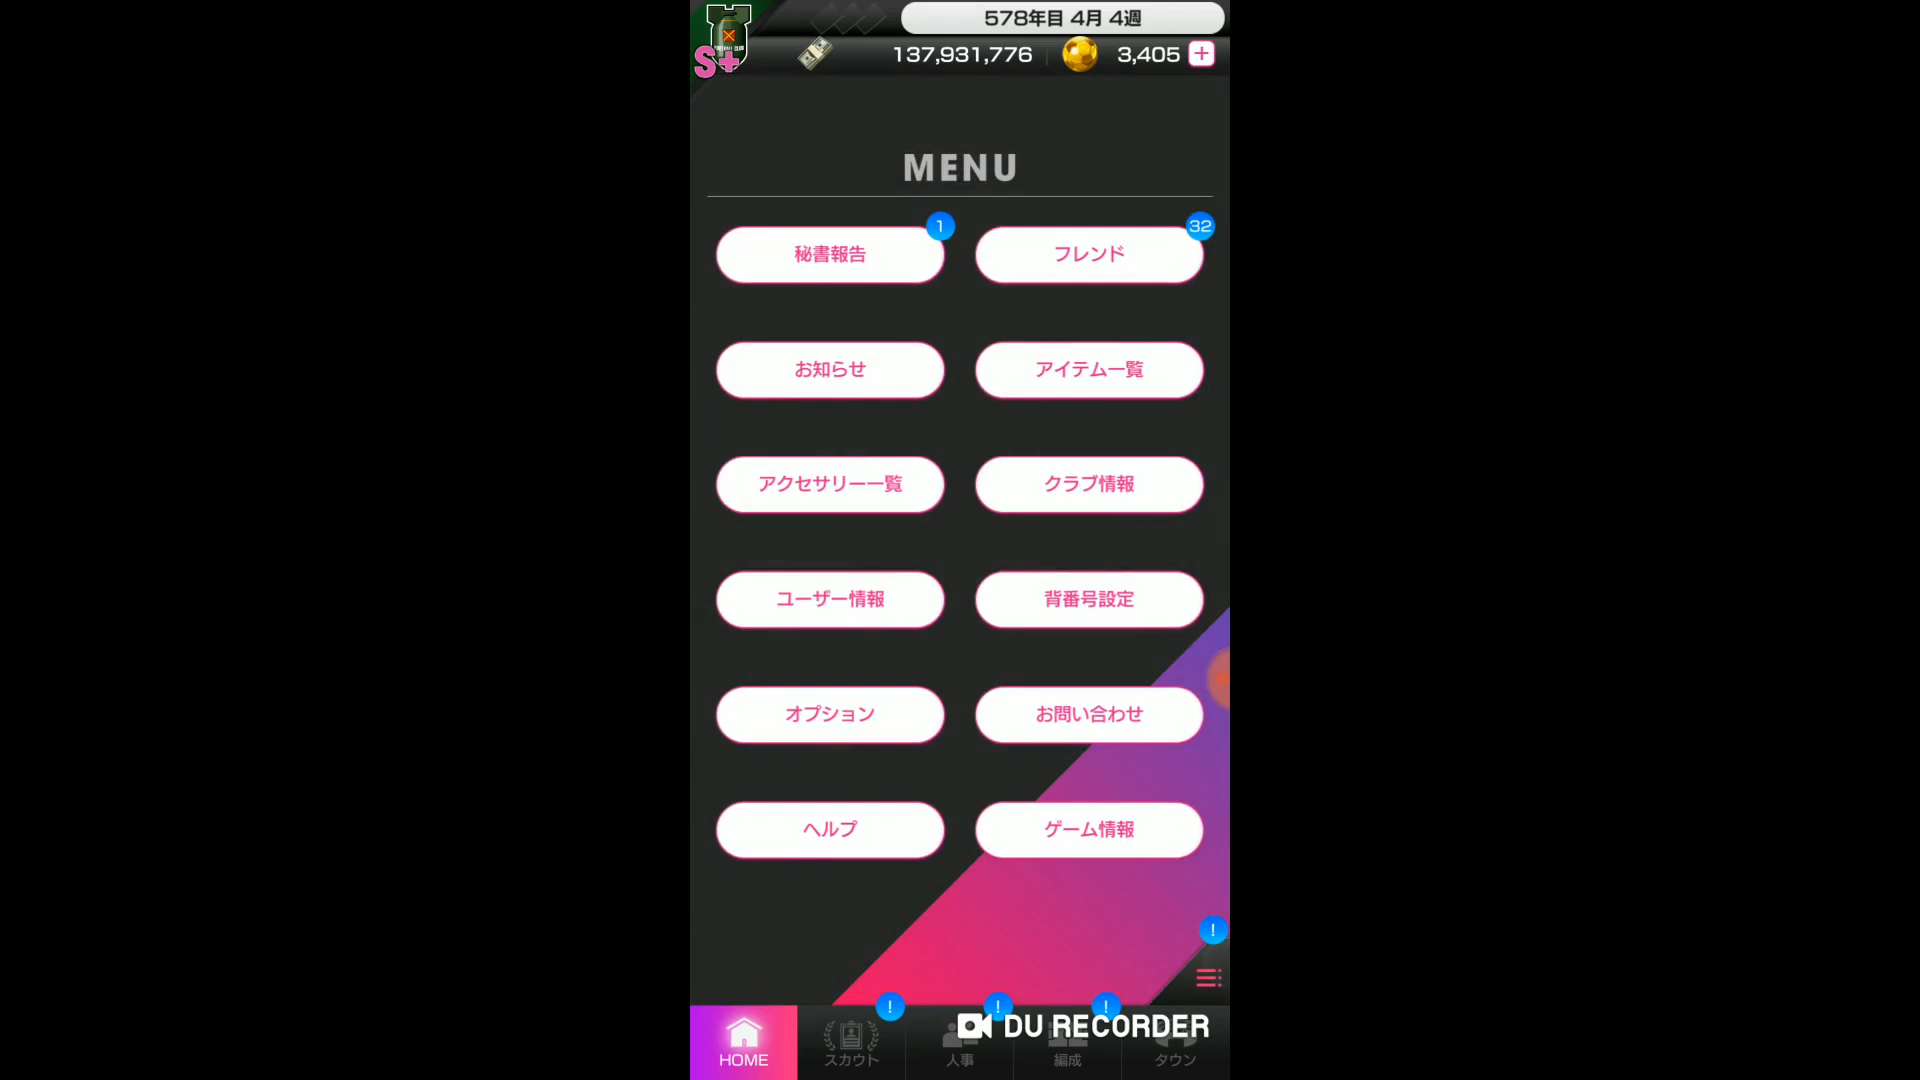 578年目 4月 4週
S+
137,931,776
3,405
MENU
1
32
秘書報告
フレンド
お知らせ
アイテム一覧
アクセサリー一覧
クラブ情報
ユーザー情報
背番号設定
オプション
お問い合わせ
ヘルプ
ゲーム情報
!
! ! !
DU RECORDER
HOME
スカウト
人事
編成
タウン